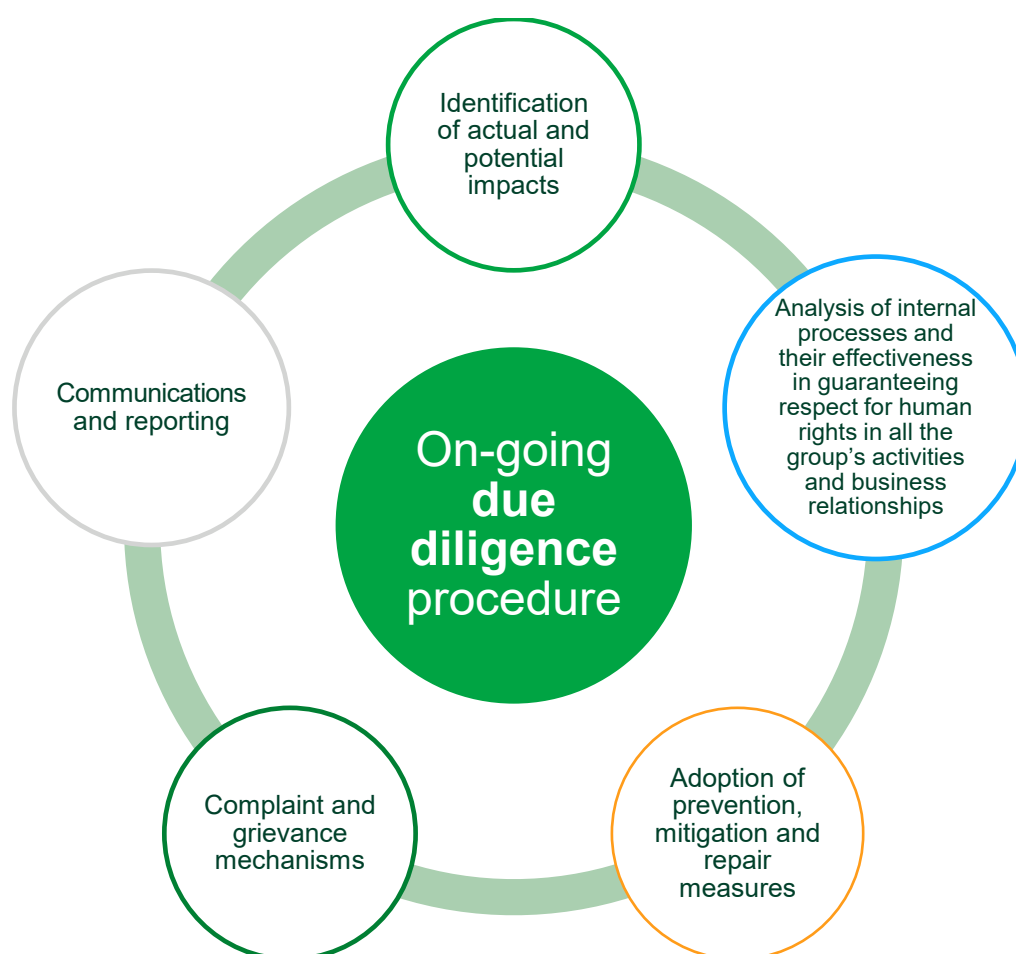 Identification
of actual and
potential
impacts
Analysis of internal
processes and
their effectiveness
in guaranteeing
respect for human
rights in all the
group’s activities
and business
relationships
Adoption of
prevention,
mitigation and
repair
measures
Complaint and
grievance
mechanisms
Communications
and reporting
On-going
due
diligence
procedure